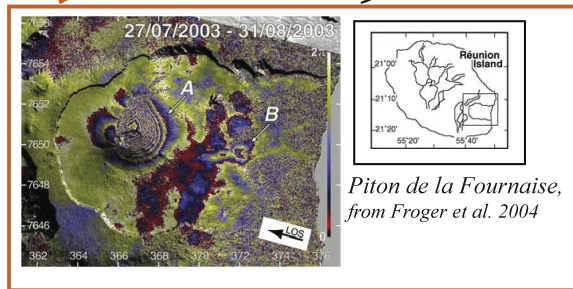 27/07/2003 - 31/08/2003
2π
A
B
7652
7650
7648
7646
0
LOS
362 364 366 368 370 372 374 376
Réunion
Island
21°00'
21°10'
21°20'
55°20' 55°40'
Piton de la Fournaise,
from Froger et al. 2004